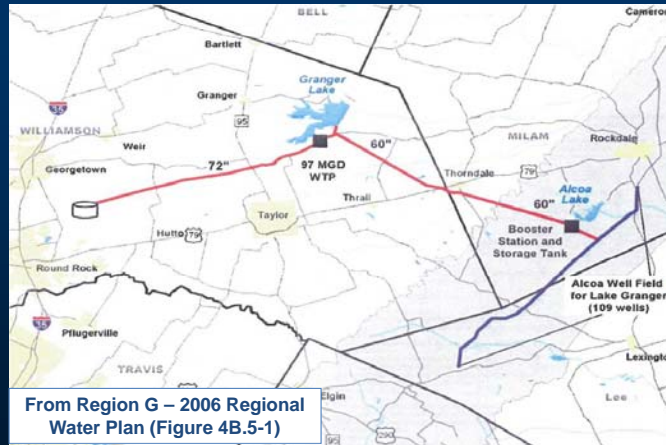 BELL
Cameron
Bartlett
Granger
Lake
Granger
95
35
WILLIAMSON
MILAM
60"
Rockdale
Weir
97 MGD
WTP
Georgetown
72"
Thorndale
79
Alcoa
Lake
Thrall
60"
Taylor
Booster
Station and
Storage Tank
Hutto
79
Round Rock
Alcoa Well Field
for Lake Granger
(109 wells)
35
Pflugerville
Lexington
TRAVIS
Lee
Elgin
95
290
From Region G – 2006 Regional
Water Plan (Figure 4B.5-1)